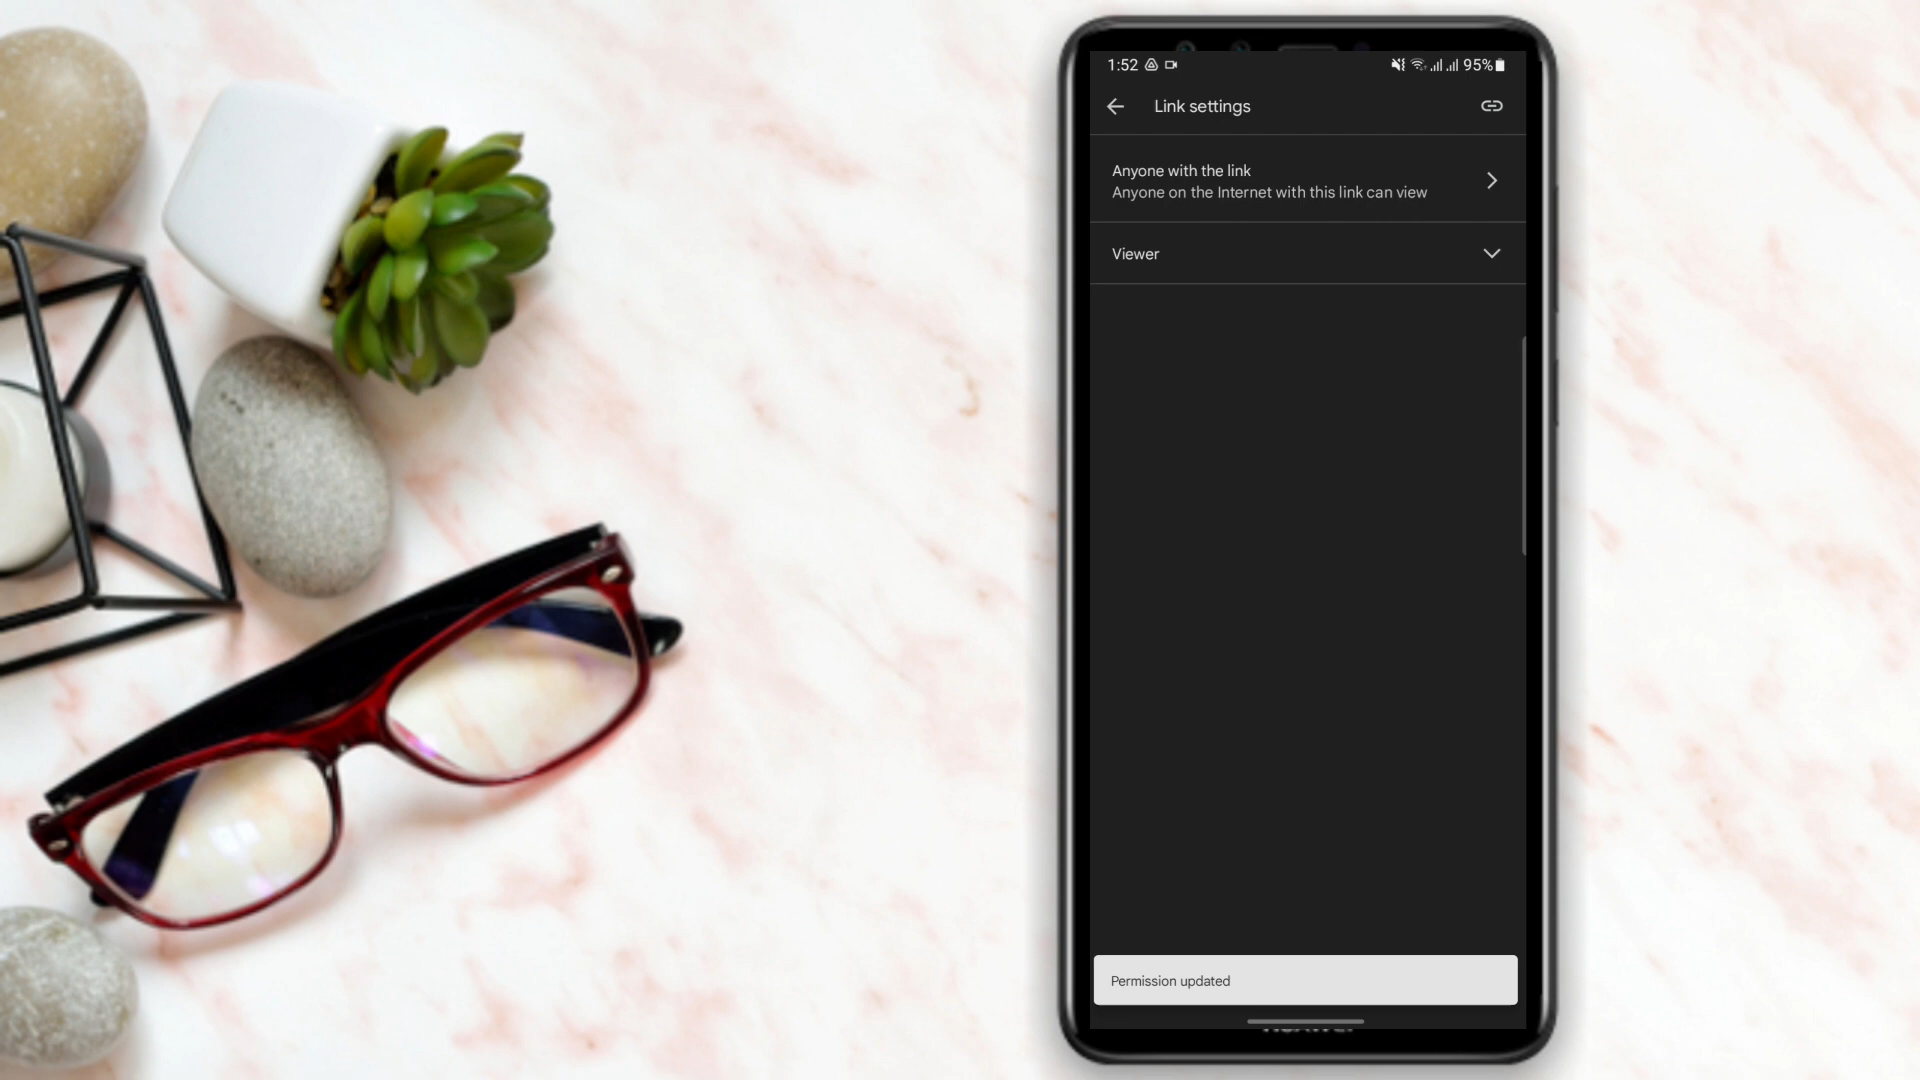 1:52 95%
Link settings
Anyone with the link
Anyone on the Internet with this link can view
Viewer
Permission updated